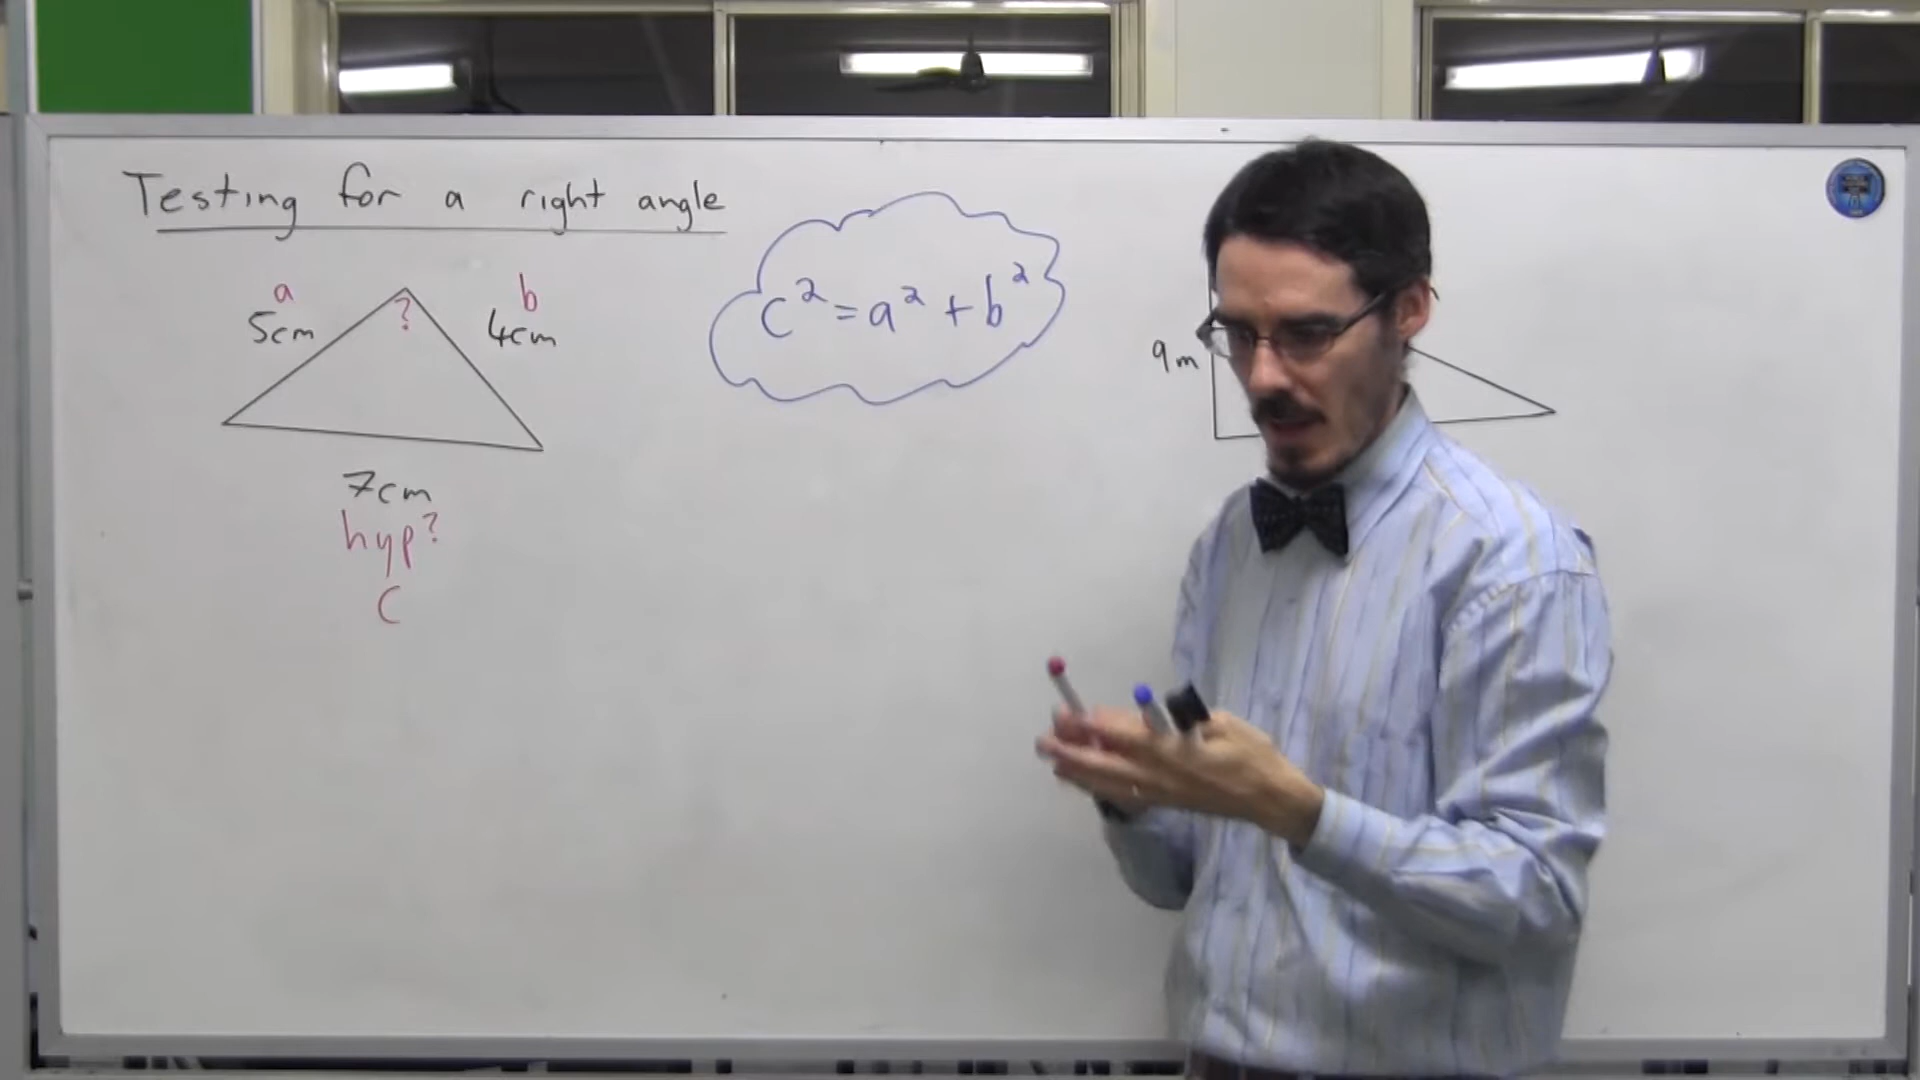 Testing for a right angle
a
5cm
?
b
4cm
7cm
hyp?
C
c² = a² + b²
9m